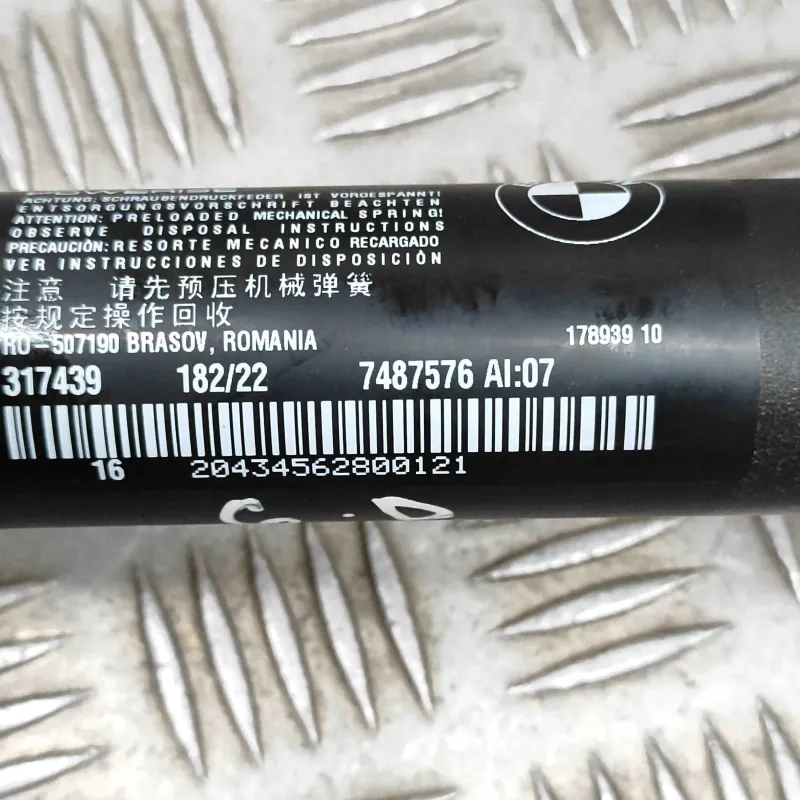 ACHTUNG: SCHRAUBENDRUCKFEDER IST VORGESPANNT!
ENTSORGUNGSVORSCHRIFT BEACHTEN
ATTENTION: PRELOADED MECHANICAL SPRING!
OBSERVE DISPOSAL INSTRUCTIONS
PRECAUCIÓN: RESORTE MECANICO RECARGADO
VER INSTRUCCIONES DE DISPOSICIÓN
注意 请先预压机械弹簧
按规定操作回收
RO-507190 BRASOV, ROMANIA 178939 10
317439 182/22 7487576 AI:07
16 20434562800121